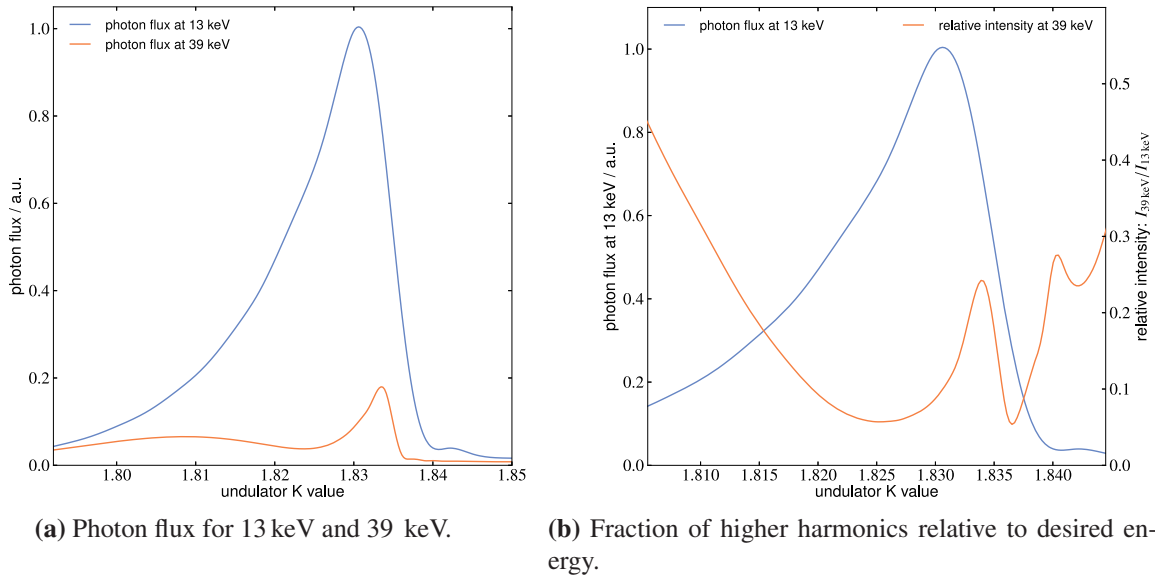 photon flux at 13 keV
photon flux at 39 keV
1.0
0.8
0.6
0.4
0.2
0.0
photon flux / a.u.
1.80 1.81 1.82 1.83 1.84 1.85
undulator K value
(a) Photon flux for 13 keV and 39 keV.
photon flux at 13 keV
relative intensity at 39 keV
1.0
0.8
0.6
0.4
0.2
0.0
photon flux at 13 keV / a.u.
0.5
0.4
0.3
0.2
0.1
0.0
relative intensity: I39 keV/I13 keV
1.810 1.815 1.820 1.825 1.830 1.835 1.840
undulator K value
(b) Fraction of higher harmonics relative to desired en-
ergy.